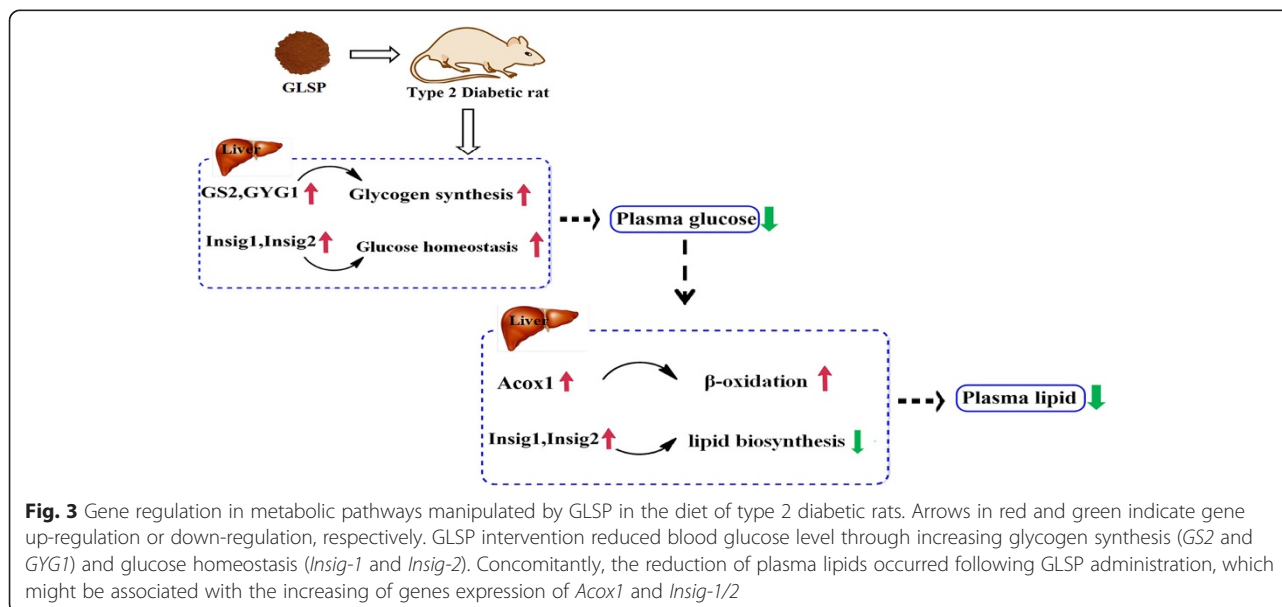 GLSP
Type 2 Diabetic rat
Liver
GS2,GYG1
Glycogen synthesis
Insig1,Insig2
Glucose homeostasis
Plasma glucose
Liver
Acox1
β-oxidation
Insig1,Insig2
lipid biosynthesis
Plasma lipid
Fig. 3 Gene regulation in metabolic pathways manipulated by GLSP in the diet of type 2 diabetic rats. Arrows in red and green indicate gene
up-regulation or down-regulation, respectively. GLSP intervention reduced blood glucose level through increasing glycogen synthesis (GS2 and
GYG1) and glucose homeostasis (Insig-1 and Insig-2). Concomitantly, the reduction of plasma lipids occurred following GLSP administration, which
might be associated with the increasing of genes expression of Acox1 and Insig-1/2